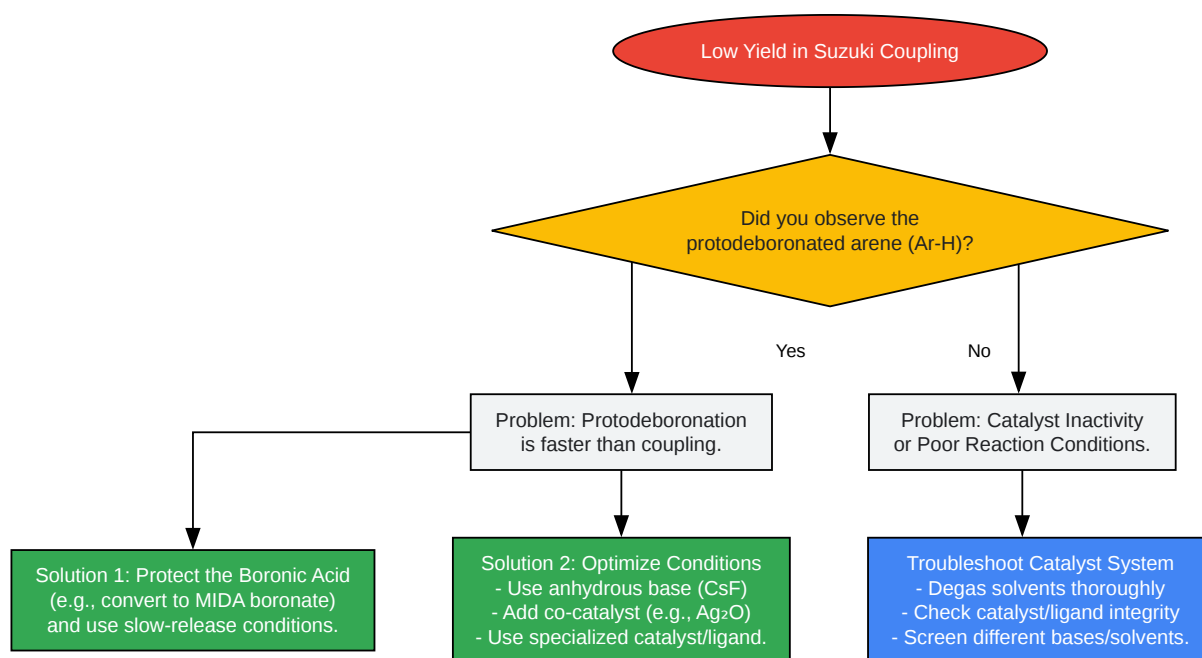 Low Yield in Suzuki Coupling
Did you observe the
protodeboronated arene (Ar-H)?
Yes
No
Problem: Protodeboronation
is faster than coupling.
Problem: Catalyst Inactivity
or Poor Reaction Conditions.
Solution 1: Protect the Boronic Acid
(e.g., convert to MIDA boronate)
and use slow-release conditions.
Solution 2: Optimize Conditions
- Use anhydrous base (CsF)
- Add co-catalyst (e.g., Ag₂O)
- Use specialized catalyst/ligand.
Troubleshoot Catalyst System
- Degas solvents thoroughly
- Check catalyst/ligand integrity
- Screen different bases/solvents.